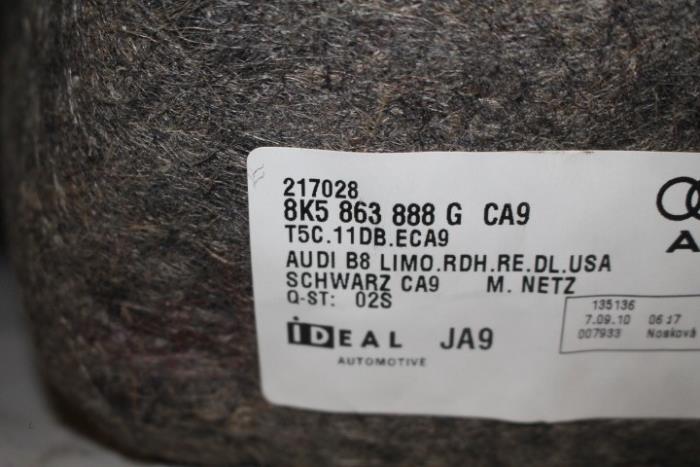 217028
8K5 863 888 G CA9
T5C.11DB.ECA9
AUDI B8 LIMO.RDH.RE.DL.USA
SCHWARZ CA9 M. NETZ
Q-ST: 02S
135136
7.09.10 06:17
007933 Nosková
IDEAL JA9
AUTOMOTIVE